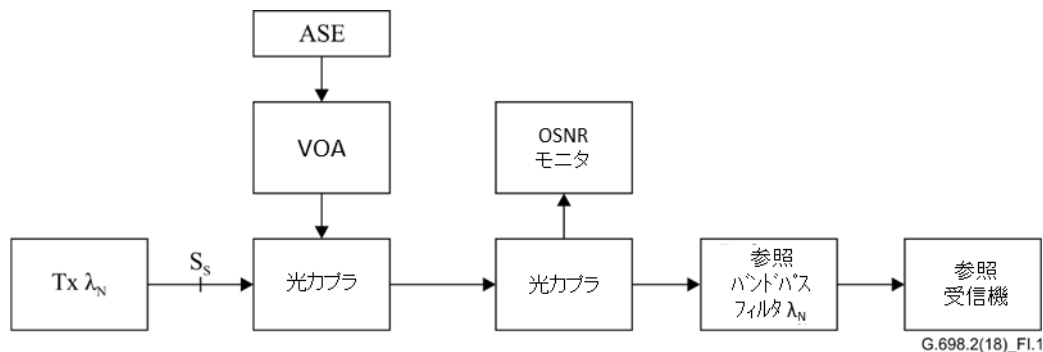 ASE
VOA
OSNR
モニタ
Tx λN
SS
光カプラ
光カプラ
参照
バンドパス
フィルタ λN
参照
受信機
G.698.2(18)_FI.1